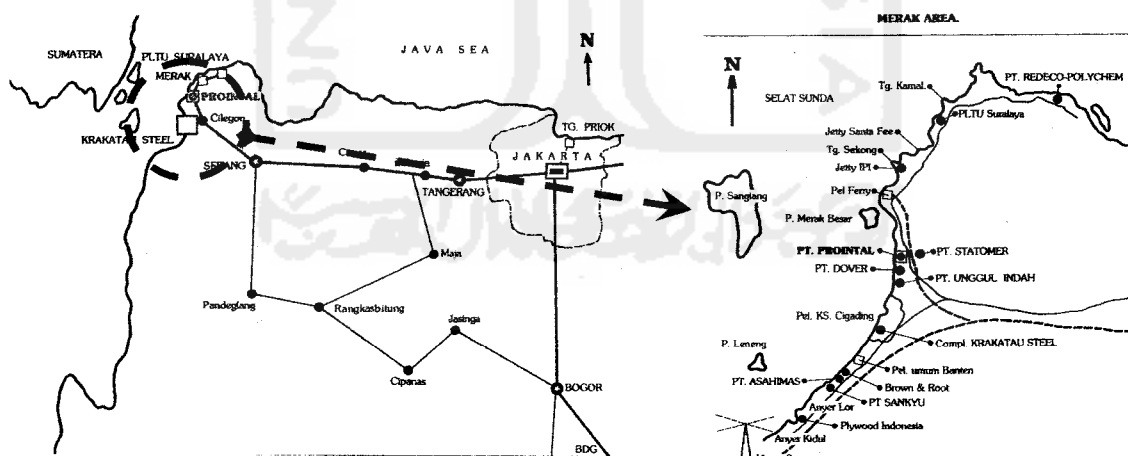 SUMATERA
PLTU SURALAYA
MERAK
PROINTAL
KRAKATAU STEEL
Cilegon
SERANG
JAVA SEA
N
TG. PRIOK
JAKARTA
TANGERANG
Maja
Pandeglang
Rangkasbitung
Jasinga
Cipanas
BOGOR
BDG
MERAK AREA.
N
SELAT SUNDA
Tg. Kamal.
PT. REDECO-POLYCHEM
PLTU Suralaya
Jetty Santa Fee
Tg. Sekong
Jetty IPI
Pel Ferry
P. Sangiang
P. Merak Besar
PT. PROINTAL
PT. STATOMER
PT. DOVER
PT. UNGGUL INDAH
Pel. KS. Cigading
Compl. KRAKATAU STEEL
P. Leneng
Pel. umum Banten
PT. ASAHIMAS
Brown & Root
PT SANKYU
Anyer Lor
Plywood Indonesia
Anyer Kidul